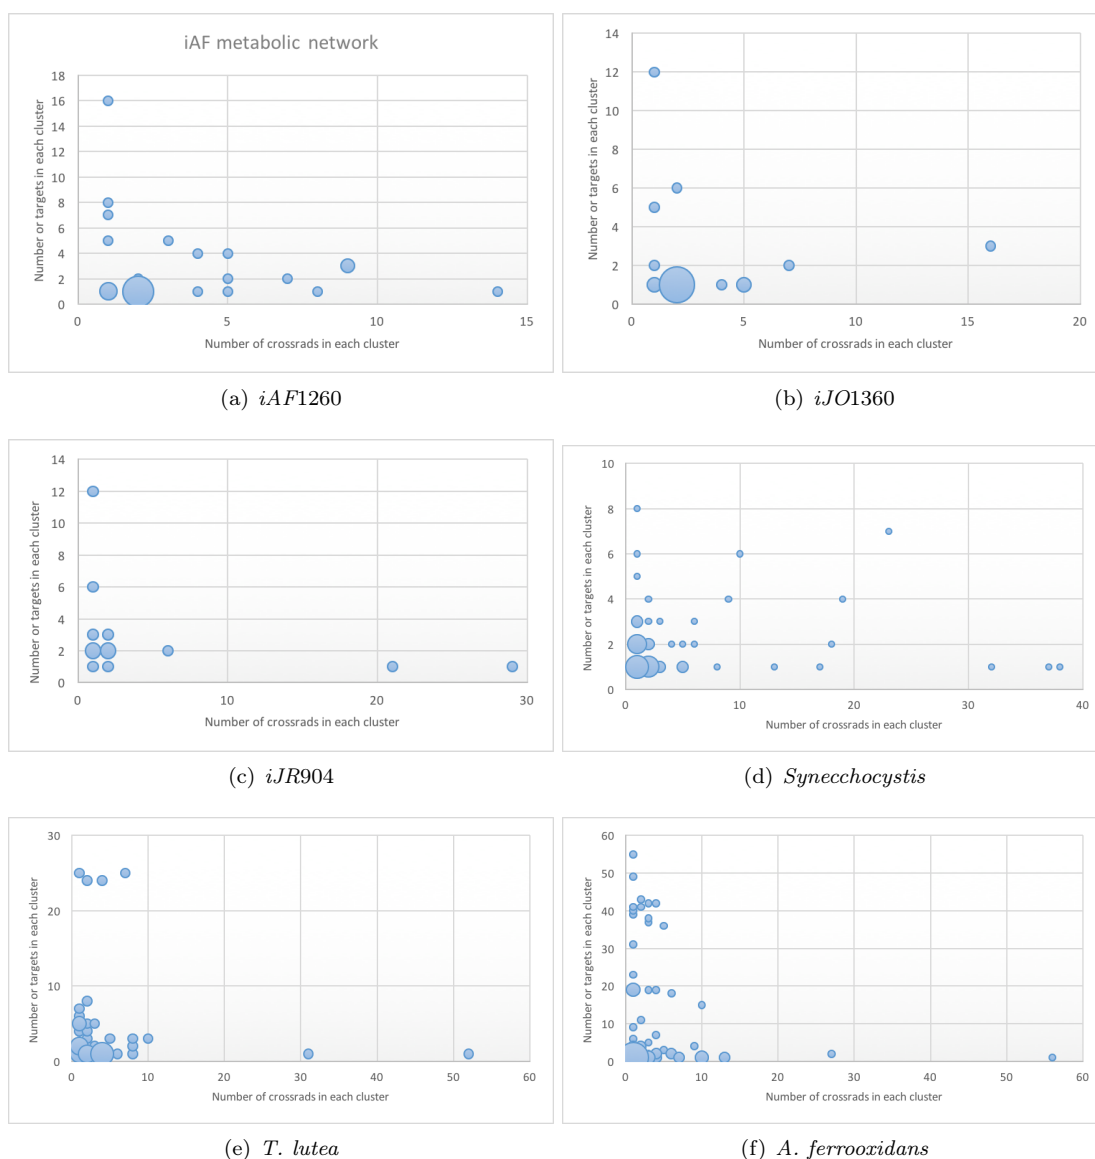 iAF metabolic network
Number or targets in each cluster
18
16
14
12
10
8
6
4
2
0
0 5 10 15
Number of crossrads in each cluster
(a) iAF1260
Number or targets in each cluster
14
12
10
8
6
4
2
0
0 5 10 15 20
Number of crossrads in each cluster
(b) iJO1360
Number or targets in each cluster
14
12
10
8
6
4
2
0
0 10 20 30
Number of crossrads in each cluster
(c) iJR904
Number or targets in each cluster
10
8
6
4
2
0
0 10 20 30 40
Number of crossrads in each cluster
(d) Synecchocystis
Number or targets in each cluster
30
20
10
0
0 10 20 30 40 50 60
Number of crossrads in each cluster
(e) T. lutea
Number or targets in each cluster
60
50
40
30
20
10
0
0 10 20 30 40 50 60
Number of crossrads in each cluster
(f) A. ferrooxidans